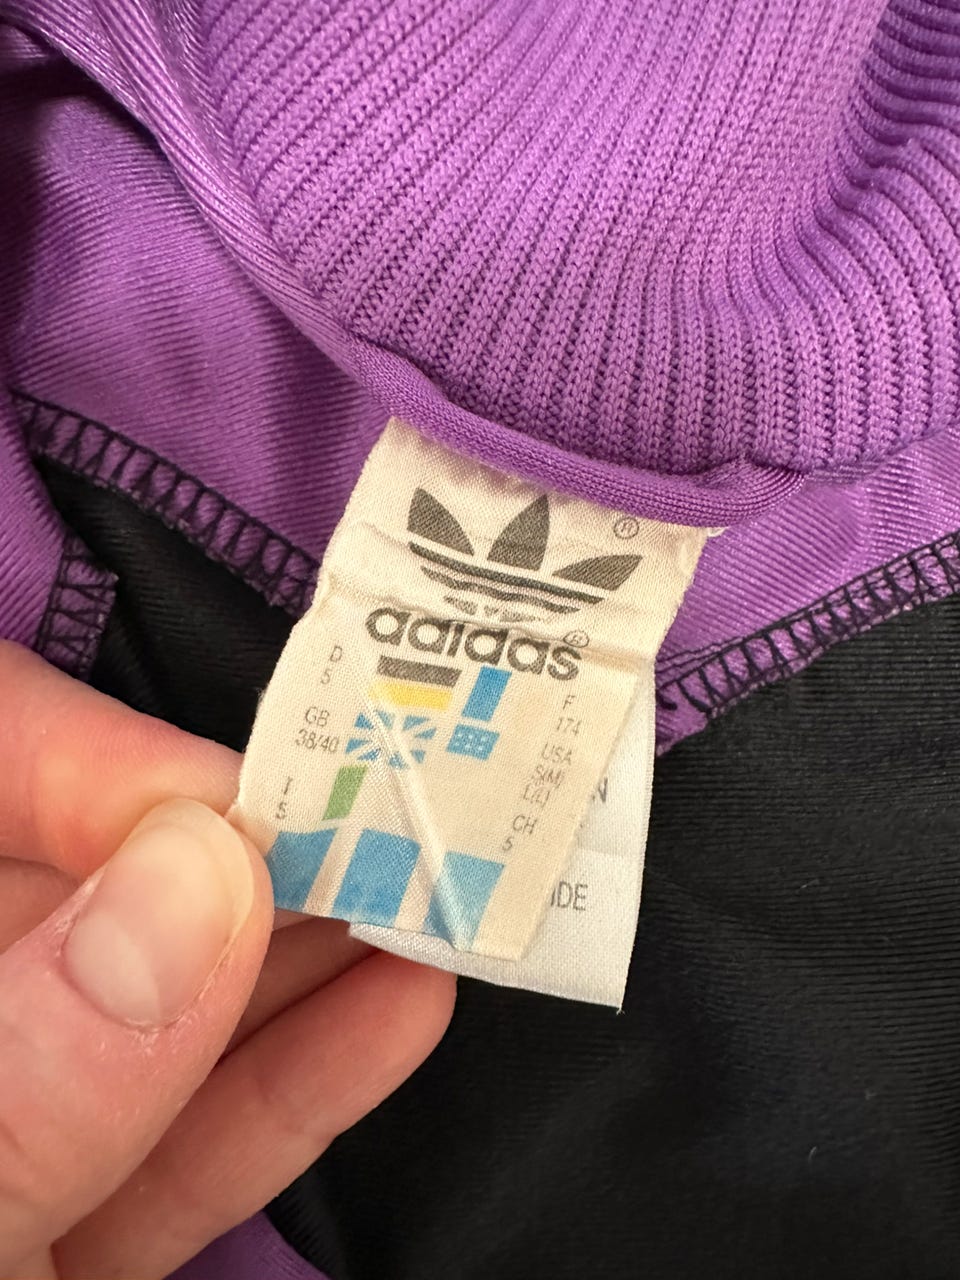 ®
adidas®
D
5
F
174
GB
38/40
USA
S(M)
L(L)
I
5
CH
5
N
IDE